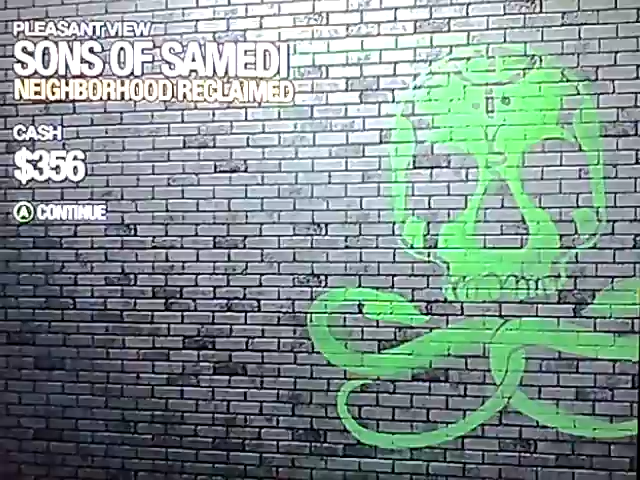 PLEASANT VIEW
SONS OF SAMEDI
NEIGHBORHOOD RECLAIMED
CASH
$356
A CONTINUE